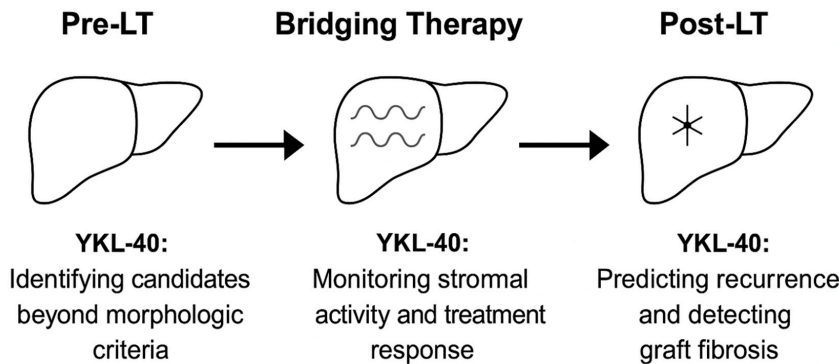 Pre-LT
Bridging Therapy
Post-LT
YKL-40:
Identifying candidates
beyond morphologic
criteria
YKL-40:
Monitoring strormal
activity and treatment
response
YKL-40:
Predicting recurrence
and detecting
graft fibrosis